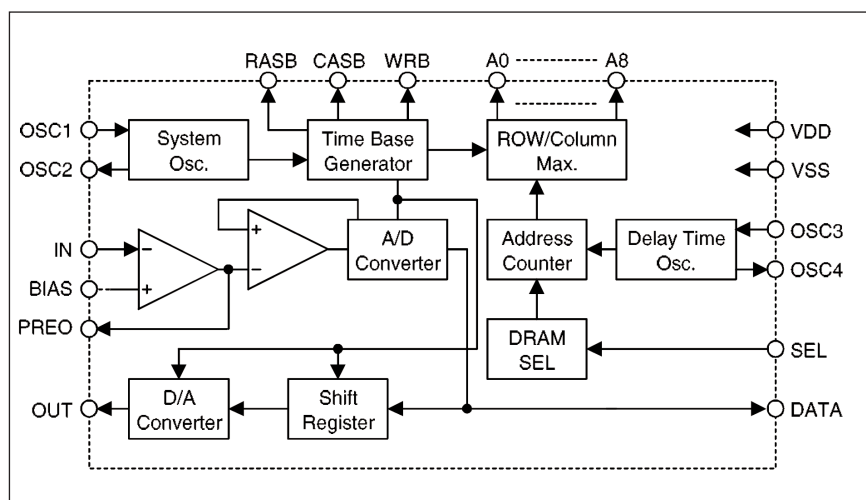 RASB CASB WRB A0 A8
OSC1
OSC2
System
Osc.
Time Base
Generator
ROW/Column
Max.
VDD
VSS
IN
BIAS
PREO
−
+
+
−
A/D
Converter
Address
Counter
Delay Time
Osc.
OSC3
OSC4
DRAM
SEL
SEL
OUT
D/A
Converter
Shift
Register
DATA